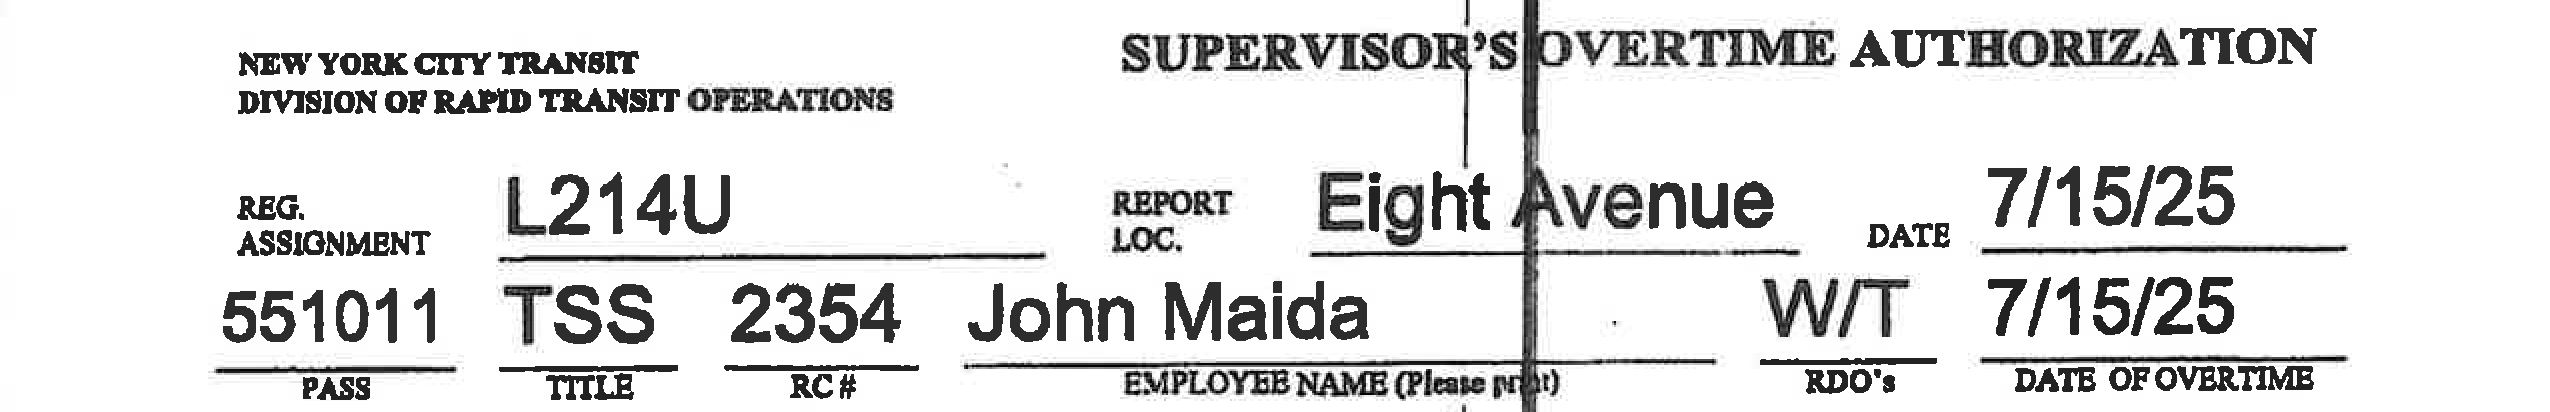 SUPERVISOR'S OVERTIME AUTHORIZATION
NEW YORK CITY TRANSIT
DIVISION OF RAPID TRANSIT OPERATIONS
REG. ASSIGNMENT L214U REPORT LOC. Eight Avenue DATE 7/15/25
551011 TSS 2354 John Maida W/T 7/15/25
PASS TITLE RC # EMPLOYEE NAME (Please print) RDO's DATE OF OVERTIME